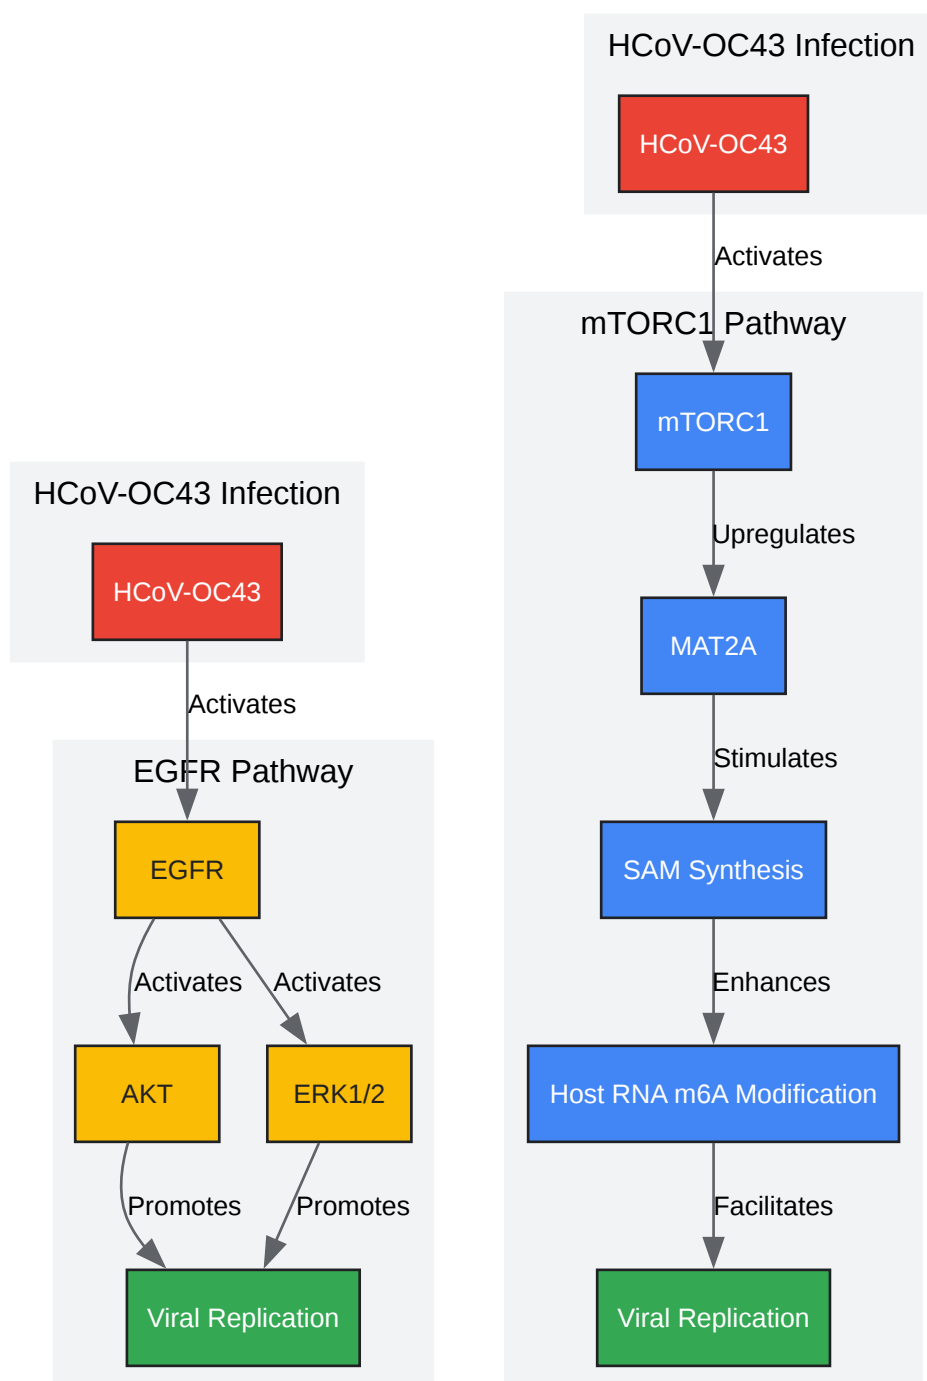 HCoV-OC43 Infection
HCoV-OC43
Activates
mTORC1 Pathway
mTORC1
Upregulates
MAT2A
Stimulates
SAM Synthesis
Enhances
Host RNA m6A Modification
Facilitates
Viral Replication
HCoV-OC43 Infection
HCoV-OC43
Activates
EGFR Pathway
EGFR
Activates
Activates
AKT
ERK1/2
Promotes
Promotes
Viral Replication